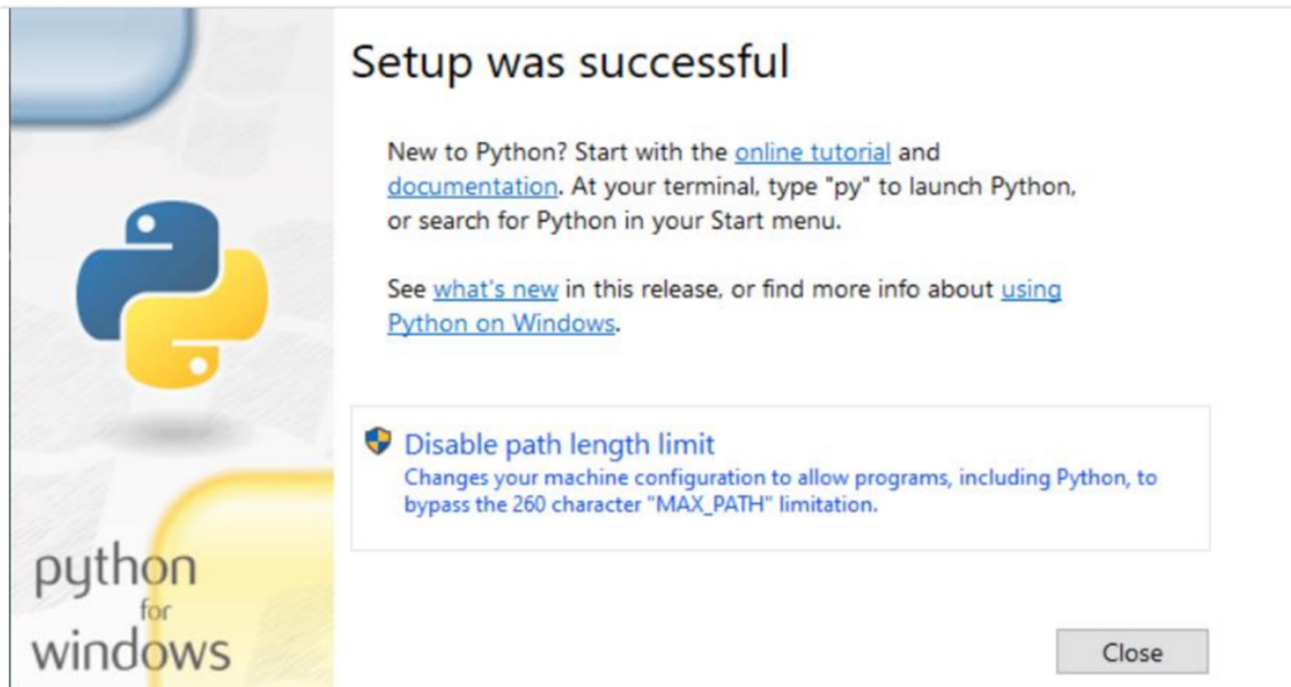 Setup was successful
New to Python? Start with the online tutorial and
documentation. At your terminal, type "py" to launch Python,
or search for Python in your Start menu.
See what's new in this release, or find more info about using
Python on Windows.
Disable path length limit
Changes your machine configuration to allow programs, including Python, to
bypass the 260 character "MAX_PATH" limitation.
python
for
windows
Close